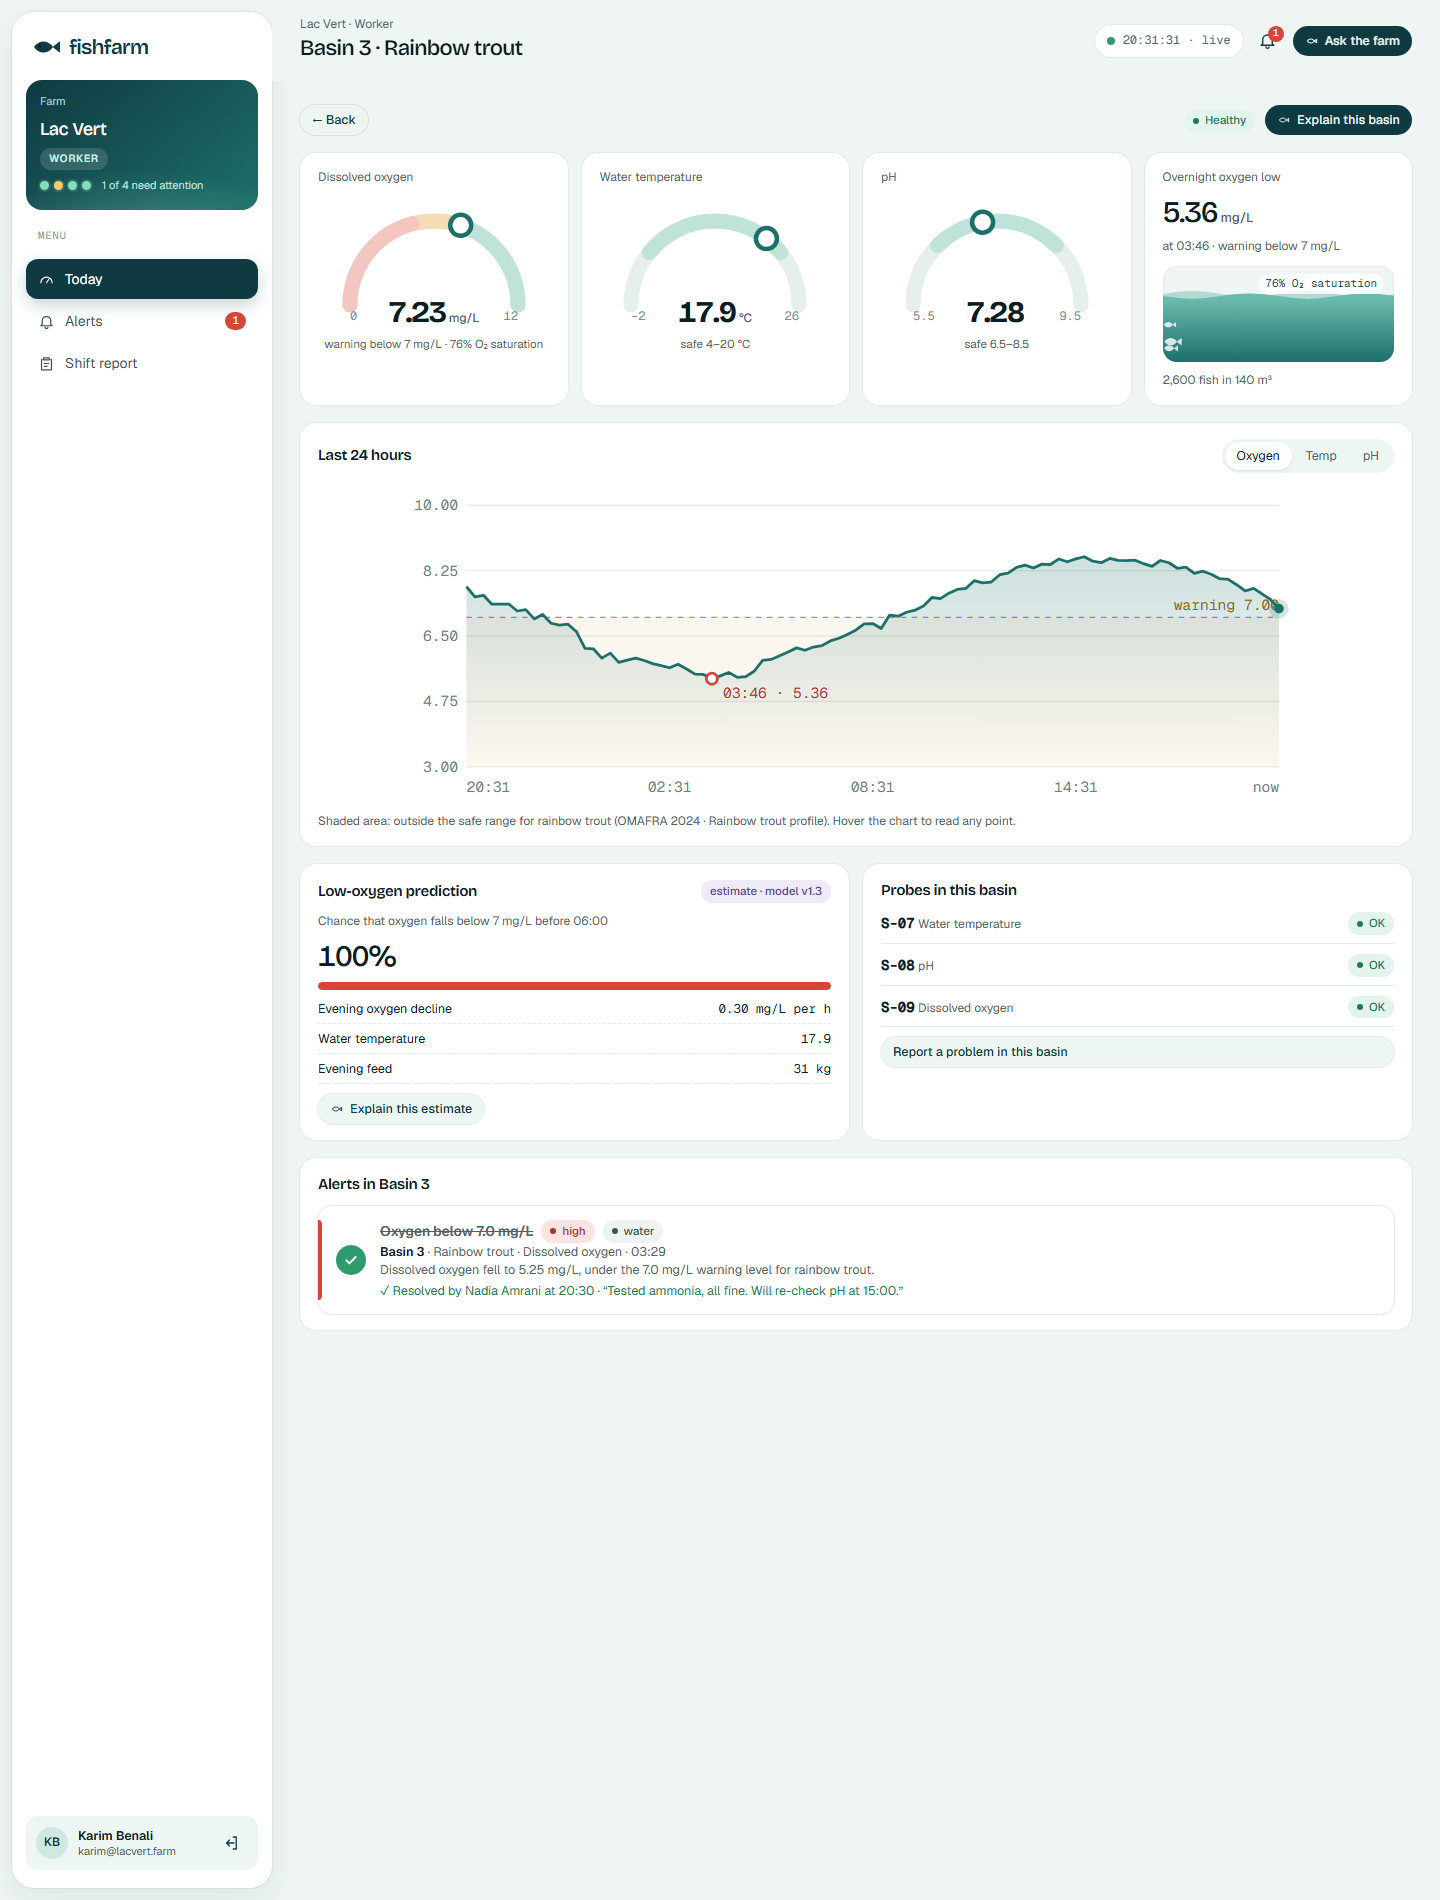 fishfarm
Farm
Lac Vert
WORKER
1 of 4 need attention
MENU
Today
Alerts 1
Shift report
KB
Karim Benali
karim@lacvert.farm
Lac Vert · Worker
Basin 3 · Rainbow trout
20:31:31 · live
1
Ask the farm
← Back
Healthy
Explain this basin
Dissolved oxygen
0 7.23 mg/L 12
warning below 7 mg/L · 76% O₂ saturation
Water temperature
-2 17.9 °C 26
safe 4–20 °C
pH
5.5 7.28 9.5
safe 6.5–8.5
Overnight oxygen low
5.36 mg/L
at 03:46 · warning below 7 mg/L
76% O₂ saturation
2,600 fish in 140 m³
Last 24 hours
Oxygen Temp pH
10.00
8.25
6.50
4.75
3.00
warning 7.00
03:46 · 5.36
20:31 02:31 08:31 14:31 now
Shaded area: outside the safe range for rainbow trout (OMAFRA 2024 · Rainbow trout profile). Hover the chart to read any point.
Low-oxygen prediction
estimate · model v1.3
Chance that oxygen falls below 7 mg/L before 06:00
100%
Evening oxygen decline 0.30 mg/L per h
Water temperature 17.9
Evening feed 31 kg
Explain this estimate
Probes in this basin
S-07 Water temperature OK
S-08 pH OK
S-09 Dissolved oxygen OK
Report a problem in this basin
Alerts in Basin 3
Oxygen below 7.0 mg/L high water
Basin 3 · Rainbow trout · Dissolved oxygen · 03:29
Dissolved oxygen fell to 5.25 mg/L, under the 7.0 mg/L warning level for rainbow trout.
✓ Resolved by Nadia Amrani at 20:30 · “Tested ammonia, all fine. Will re-check pH at 15:00.”